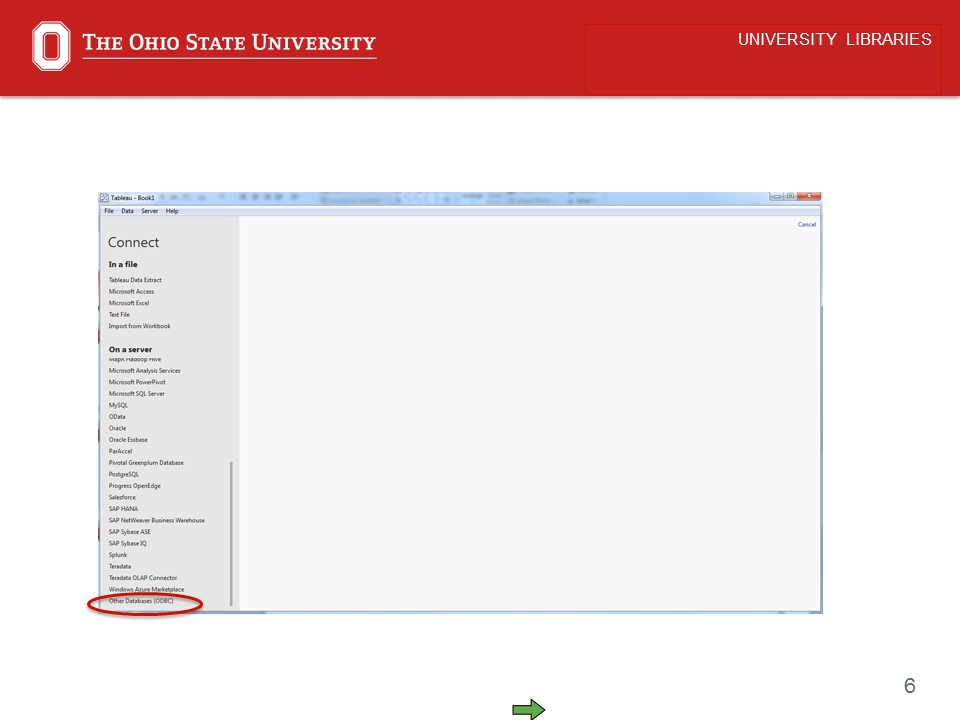 THE OHIO STATE UNIVERSITY
UNIVERSITY LIBRARIES
Tableau - Book1
File Data Server Help
Cancel
Connect
In a file
Tableau Data Extract
Microsoft Access
Microsoft Excel
Text File
Import from Workbook
On a server
MapR Hadoop Hive
Microsoft Analysis Services
Microsoft PowerPivot
Microsoft SQL Server
MySQL
OData
Oracle
Oracle Essbase
ParAccel
Pivotal Greenplum Database
PostgreSQL
Progress OpenEdge
Salesforce
SAP HANA
SAP NetWeaver Business Warehouse
SAP Sybase ASE
SAP Sybase IQ
Splunk
Teradata
Teradata OLAP Connector
Windows Azure Marketplace
Other Databases (ODBC)
6